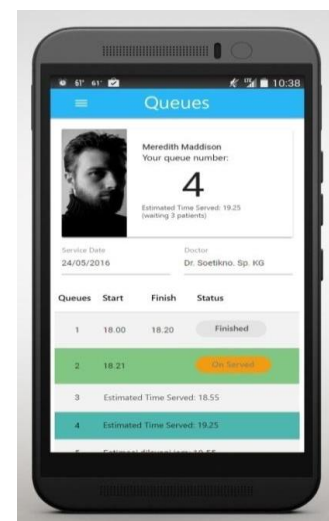 61° 61° 10:38
Queues
Meredith Maddison
Your queue number:
4
Estimated Time Served: 19.25
(waiting 3 patients)
Service Date Doctor
24/05/2016 Dr. Soetikno. Sp. KG
Queues Start Finish Status
1 18.00 18.20 Finished
2 18.21 On Served
3 Estimated Time Served: 18.55
4 Estimated Time Served: 19.25